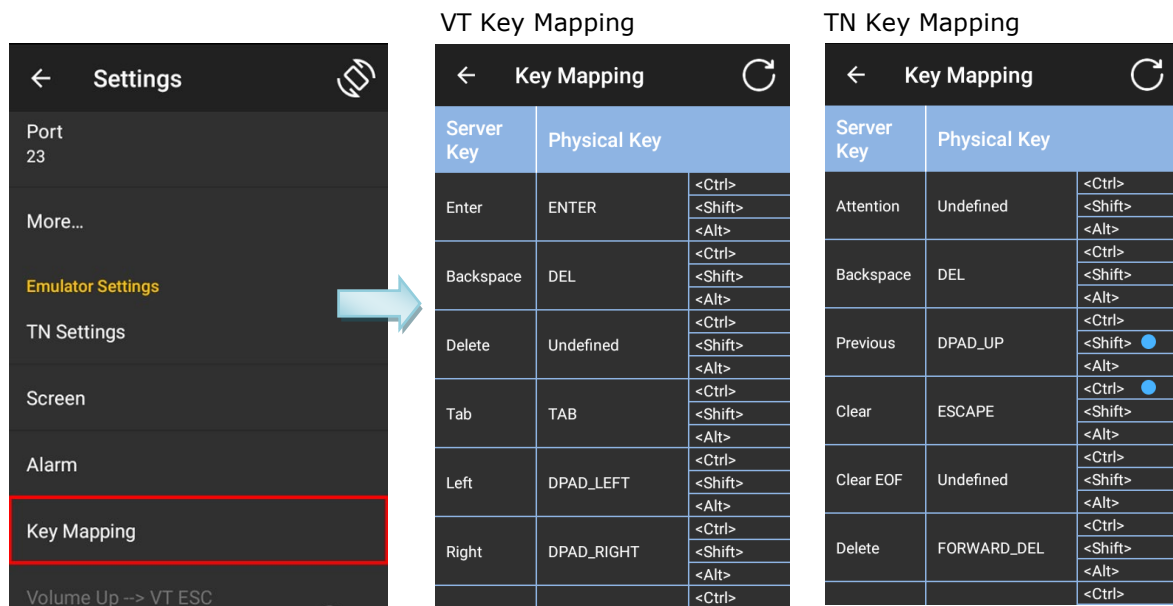 VT Key Mapping
TN Key Mapping
Settings
Port
23
More...
Emulator Settings
TN Settings
Screen
Alarm
Key Mapping
Volume Up --> VT ESC
Key Mapping
Server
Key
Physical Key
Enter
ENTER
<Ctrl>
<Shift>
<Alt>
Backspace
DEL
<Ctrl>
<Shift>
<Alt>
Delete
Undefined
<Ctrl>
<Shift>
<Alt>
Tab
TAB
<Ctrl>
<Shift>
<Alt>
Left
DPAD_LEFT
<Ctrl>
<Shift>
<Alt>
Right
DPAD_RIGHT
<Ctrl>
<Shift>
<Alt>
<Ctrl>
Key Mapping
Server
Key
Physical Key
Attention
Undefined
<Ctrl>
<Shift>
<Alt>
Backspace
DEL
<Ctrl>
<Shift>
<Alt>
Previous
DPAD_UP
<Ctrl>
<Shift>
<Alt>
Clear
ESCAPE
<Ctrl>
<Shift>
<Alt>
Clear EOF
Undefined
<Ctrl>
<Shift>
<Alt>
Delete
FORWARD_DEL
<Ctrl>
<Shift>
<Alt>
<Ctrl>